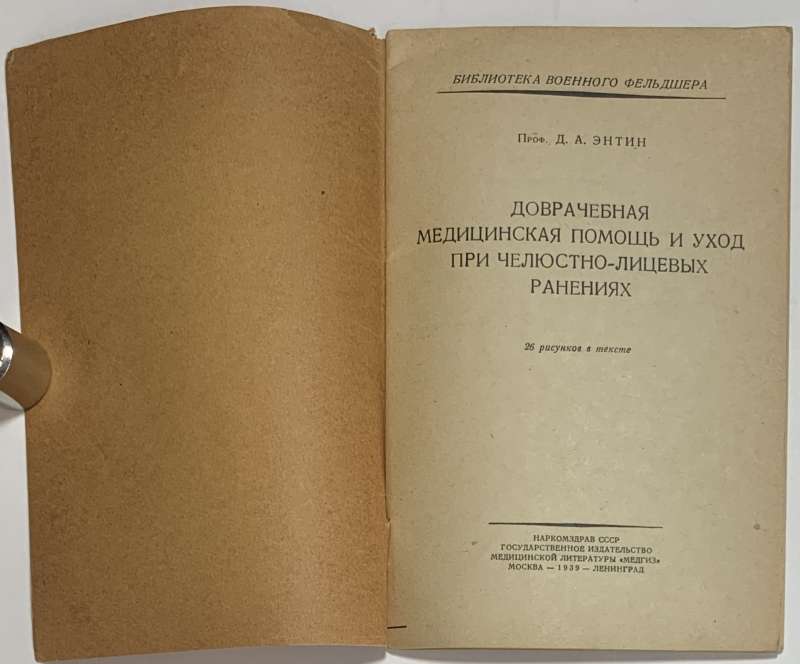 БИБЛИОТЕКА ВОЕННОГО ФЕЛЬДШЕРА
Проф. Д. А. ЭНТИН
ДОВРАЧЕБНАЯ
МЕДИЦИНСКАЯ ПОМОЩЬ И УХОД
ПРИ ЧЕЛЮСТНО-ЛИЦЕВЫХ
РАНЕНИЯХ
26 рисунков в тексте
НАРКОМЗДРАВ СССР
ГОСУДАРСТВЕННОЕ ИЗДАТЕЛЬСТВО
МЕДИЦИНСКОЙ ЛИТЕРАТУРЫ «МЕДГИЗ»
МОСКВА — 1939 — ЛЕНИНГРАД